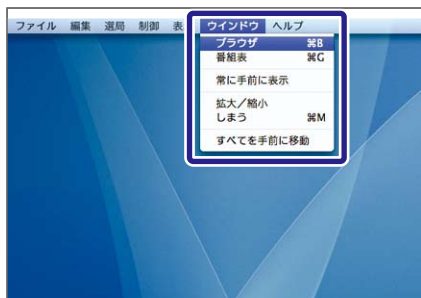 ファイル 編集 選局 制御 表 ウインドウ ヘルプ
ブラウザ ⌘B
番組表 ⌘G
常に手前に表示
拡大／縮小
しまう ⌘M
すべてを手前に移動